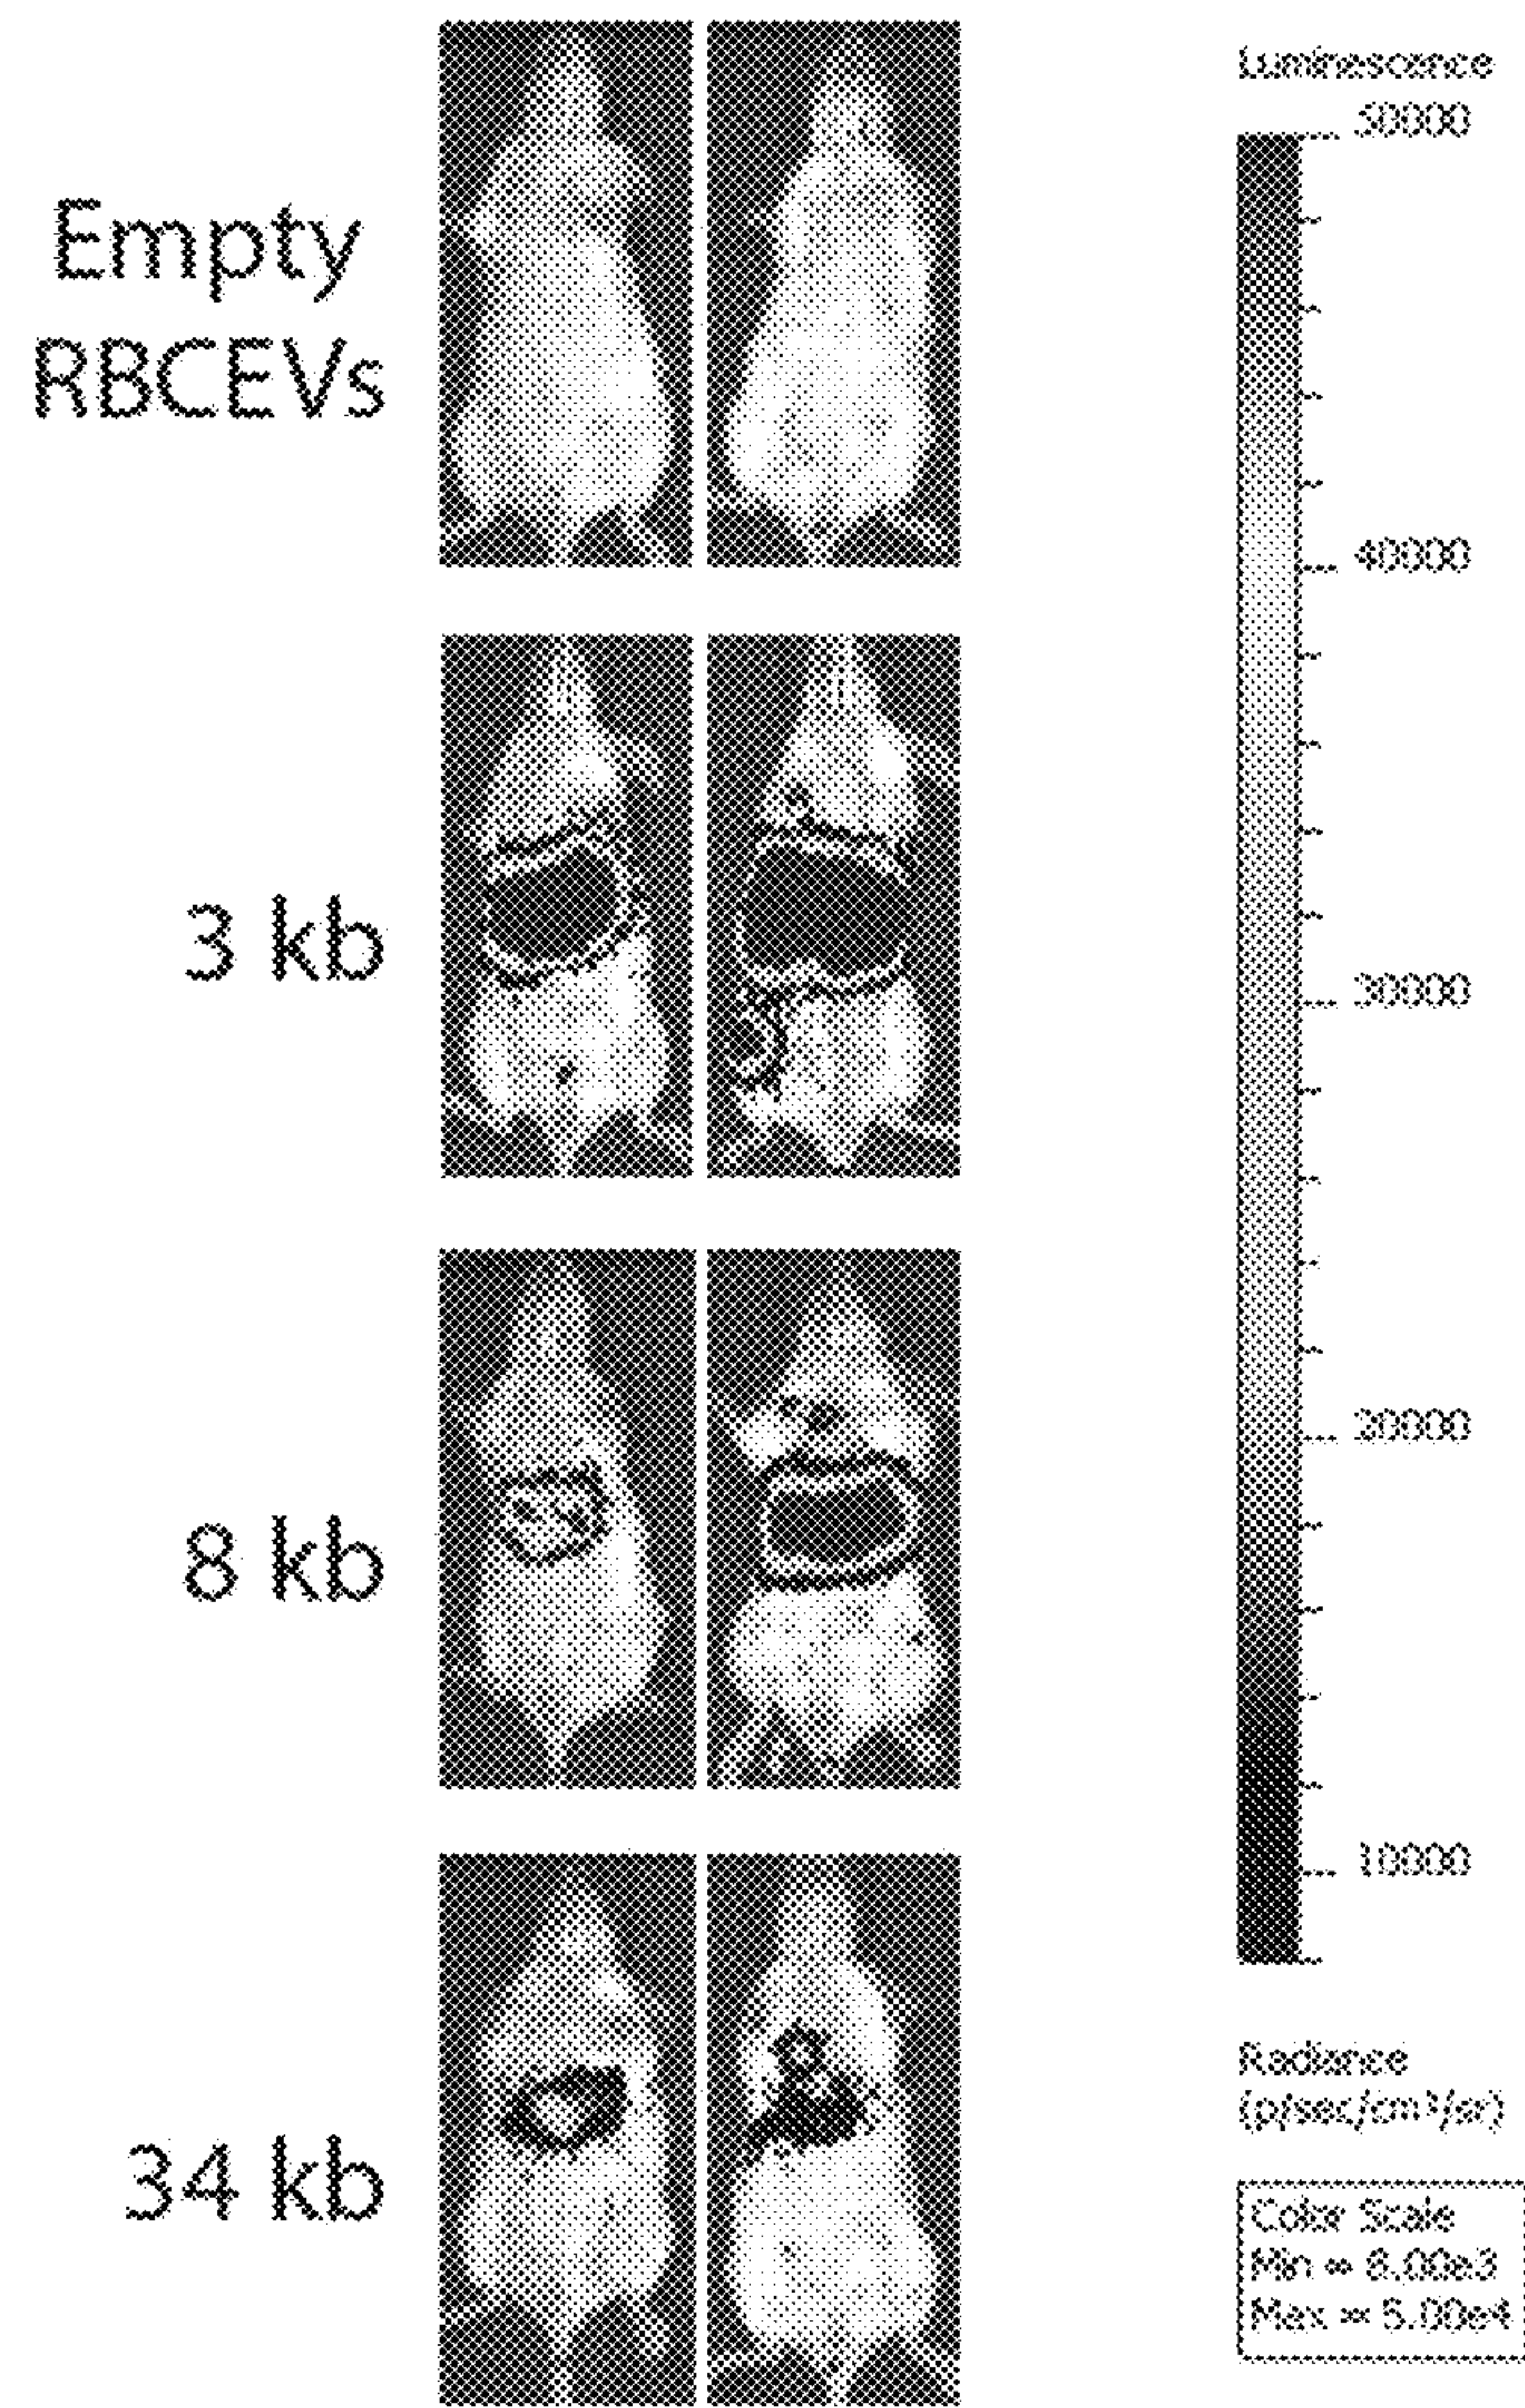 Empty
RBCEVs
3 kb
8 kb
34 kb
Luminescence
50000
40000
30000
20000
10000
Radiance
(p/sec/cm²/sr)
Color Scale
Min = 8.00e3
Max = 5.00e4